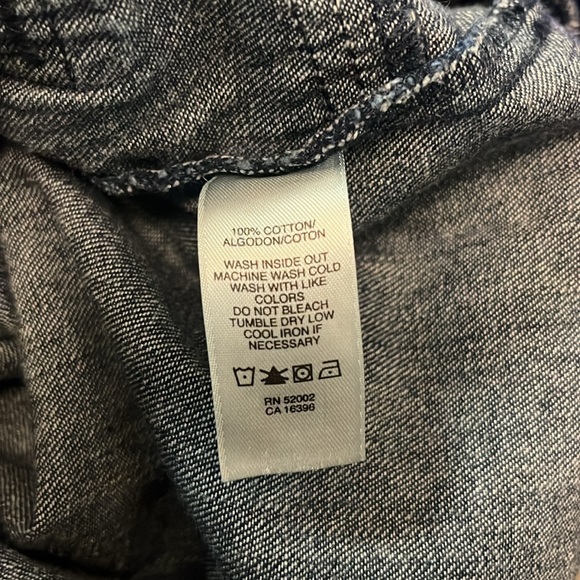 100% COTTON/
ALGODON/COTON
WASH INSIDE OUT
MACHINE WASH COLD
WASH WITH LIKE
COLORS
DO NOT BLEACH
TUMBLE DRY LOW
COOL IRON IF
NECESSARY
RN 52002
CA 16396